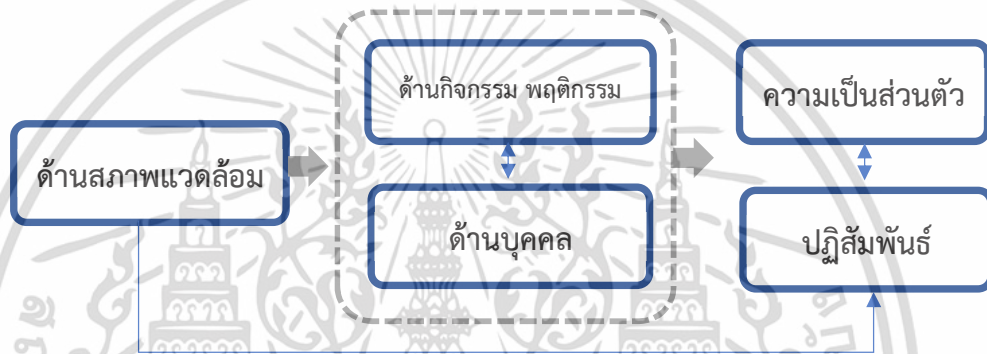 ด้านกิจกรรม พฤติกรรม
ความเป็นส่วนตัว
ด้านสภาพแวดล้อม
ด้านบุคคล
ปฏิสัมพันธ์